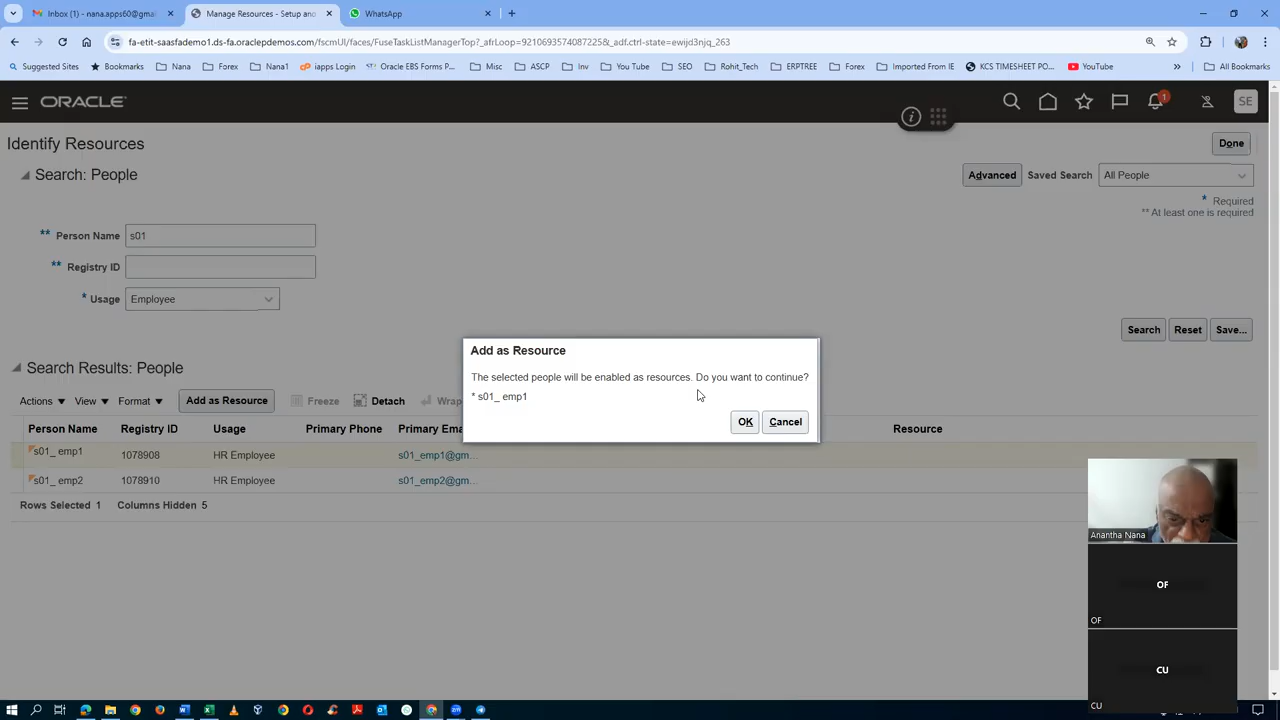 Inbox (1) - nana.apps60@gmail
Manage Resources - Setup and
WhatsApp
fa-etit-saasfademo1.ds-fa.oraclepdemos.com/fscmUI/faces/FuseTaskListManagerTop?_afrLoop=9210693574087225&_adf.ctrl-state=ewijd3njq_263
Suggested Sites
Bookmarks
Nana
Forex
Nana1
iapps Login
Oracle EBS Forms P...
Misc
ASCP
Inv
You Tube
SEO
Rohit_Tech
ERPTREE
Forex
Imported From IE
KCS TIMESHEET PO...
YouTube
All Bookmarks
ORACLE
1
SE
Identify Resources
Done
Search: People
Advanced
Saved Search
All People
* Required
** At least one is required
** Person Name s01
** Registry ID
* Usage Employee
Search
Reset
Save...
Add as Resource
The selected people will be enabled as resources. Do you want to continue?
* s01_ emp1
OK
Cancel
Search Results: People
Actions
View
Format
Add as Resource
Freeze
Detach
Wrap
Person Name
Registry ID
Usage
Primary Phone
Primary Ema
Resource
s01_ emp1
1078908
HR Employee
s01_emp1@gm...
s01_ emp2
1078910
HR Employee
s01_emp2@gm...
Rows Selected 1
Columns Hidden 5
Anantha Nana
OF
OF
CU
CU